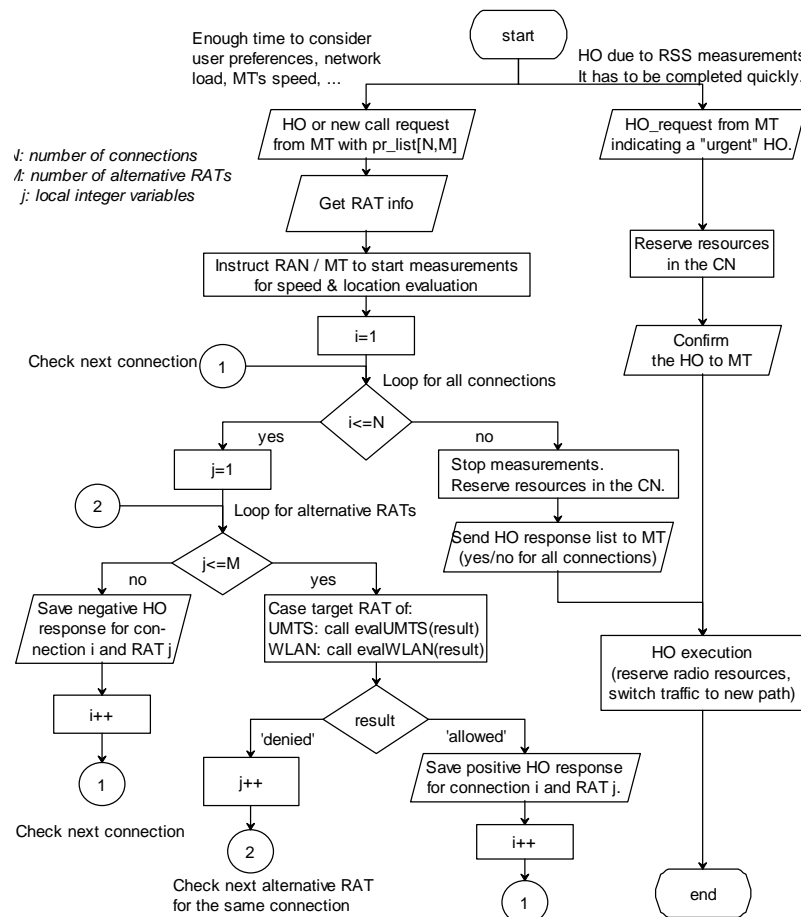 Enough time to consider
user preferences, network
load, MT's speed, ...
start
HO due to RSS measurements
It has to be completed quickly.
HO or new call request
from MT with pr_list[N,M]
HO_request from MT
indicating a "urgent" HO.
N: number of connections
M: number of alternative RATs
j: local integer variables
Get RAT info
Reserve resources
in the CN
Instruct RAN / MT to start measurements
for speed & location evaluation
i=1
Confirm
the HO to MT
Check next connection
1
Loop for all connections
i<=N
yes
no
j=1
Stop measurements.
Reserve resources in the CN.
2
Loop for alternative RATs
Send HO response list to MT
(yes/no for all connections)
j<=M
no
yes
Save negative HO
response for con-
nection i and RAT j
Case target RAT of:
UMTS: call evalUMTS(result)
WLAN: call evalWLAN(result)
HO execution
(reserve radio resources,
switch traffic to new path)
i++
result
'denied'
'allowed'
1
j++
Save positive HO response
for connection i and RAT j.
Check next connection
2
i++
Check next alternative RAT
for the same connection
1
end